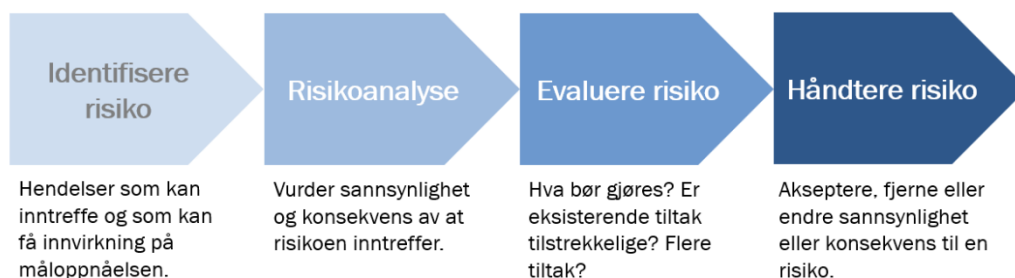 Identifisere
risiko
Risikoanalyse
Evaluere risiko
Håndtere risiko
Hendelser som kan
inntreffe og som kan
få innvirkning på
måloppnåelsen.
Vurder sannsynlighet
og konsekvens av at
risikoen inntreffer.
Hva bør gjøres? Er
eksisterende tiltak
tilstrekkelige? Flere
tiltak?
Akseptere, fjerne eller
endre sannsynlighet
eller konsekvens til en
risiko.